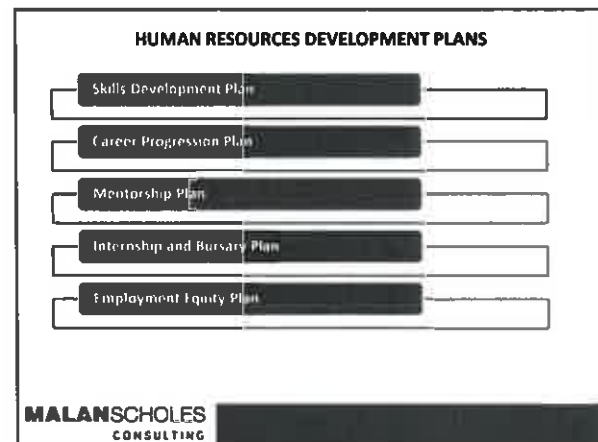 HUMAN RESOURCES DEVELOPMENT PLANS
Skills Development Plan
Career Progression Plan
Mentorship Plan
Internship and Bursary Plan
Employment Equity Plan
MALANSCHOLES
CONSULTING